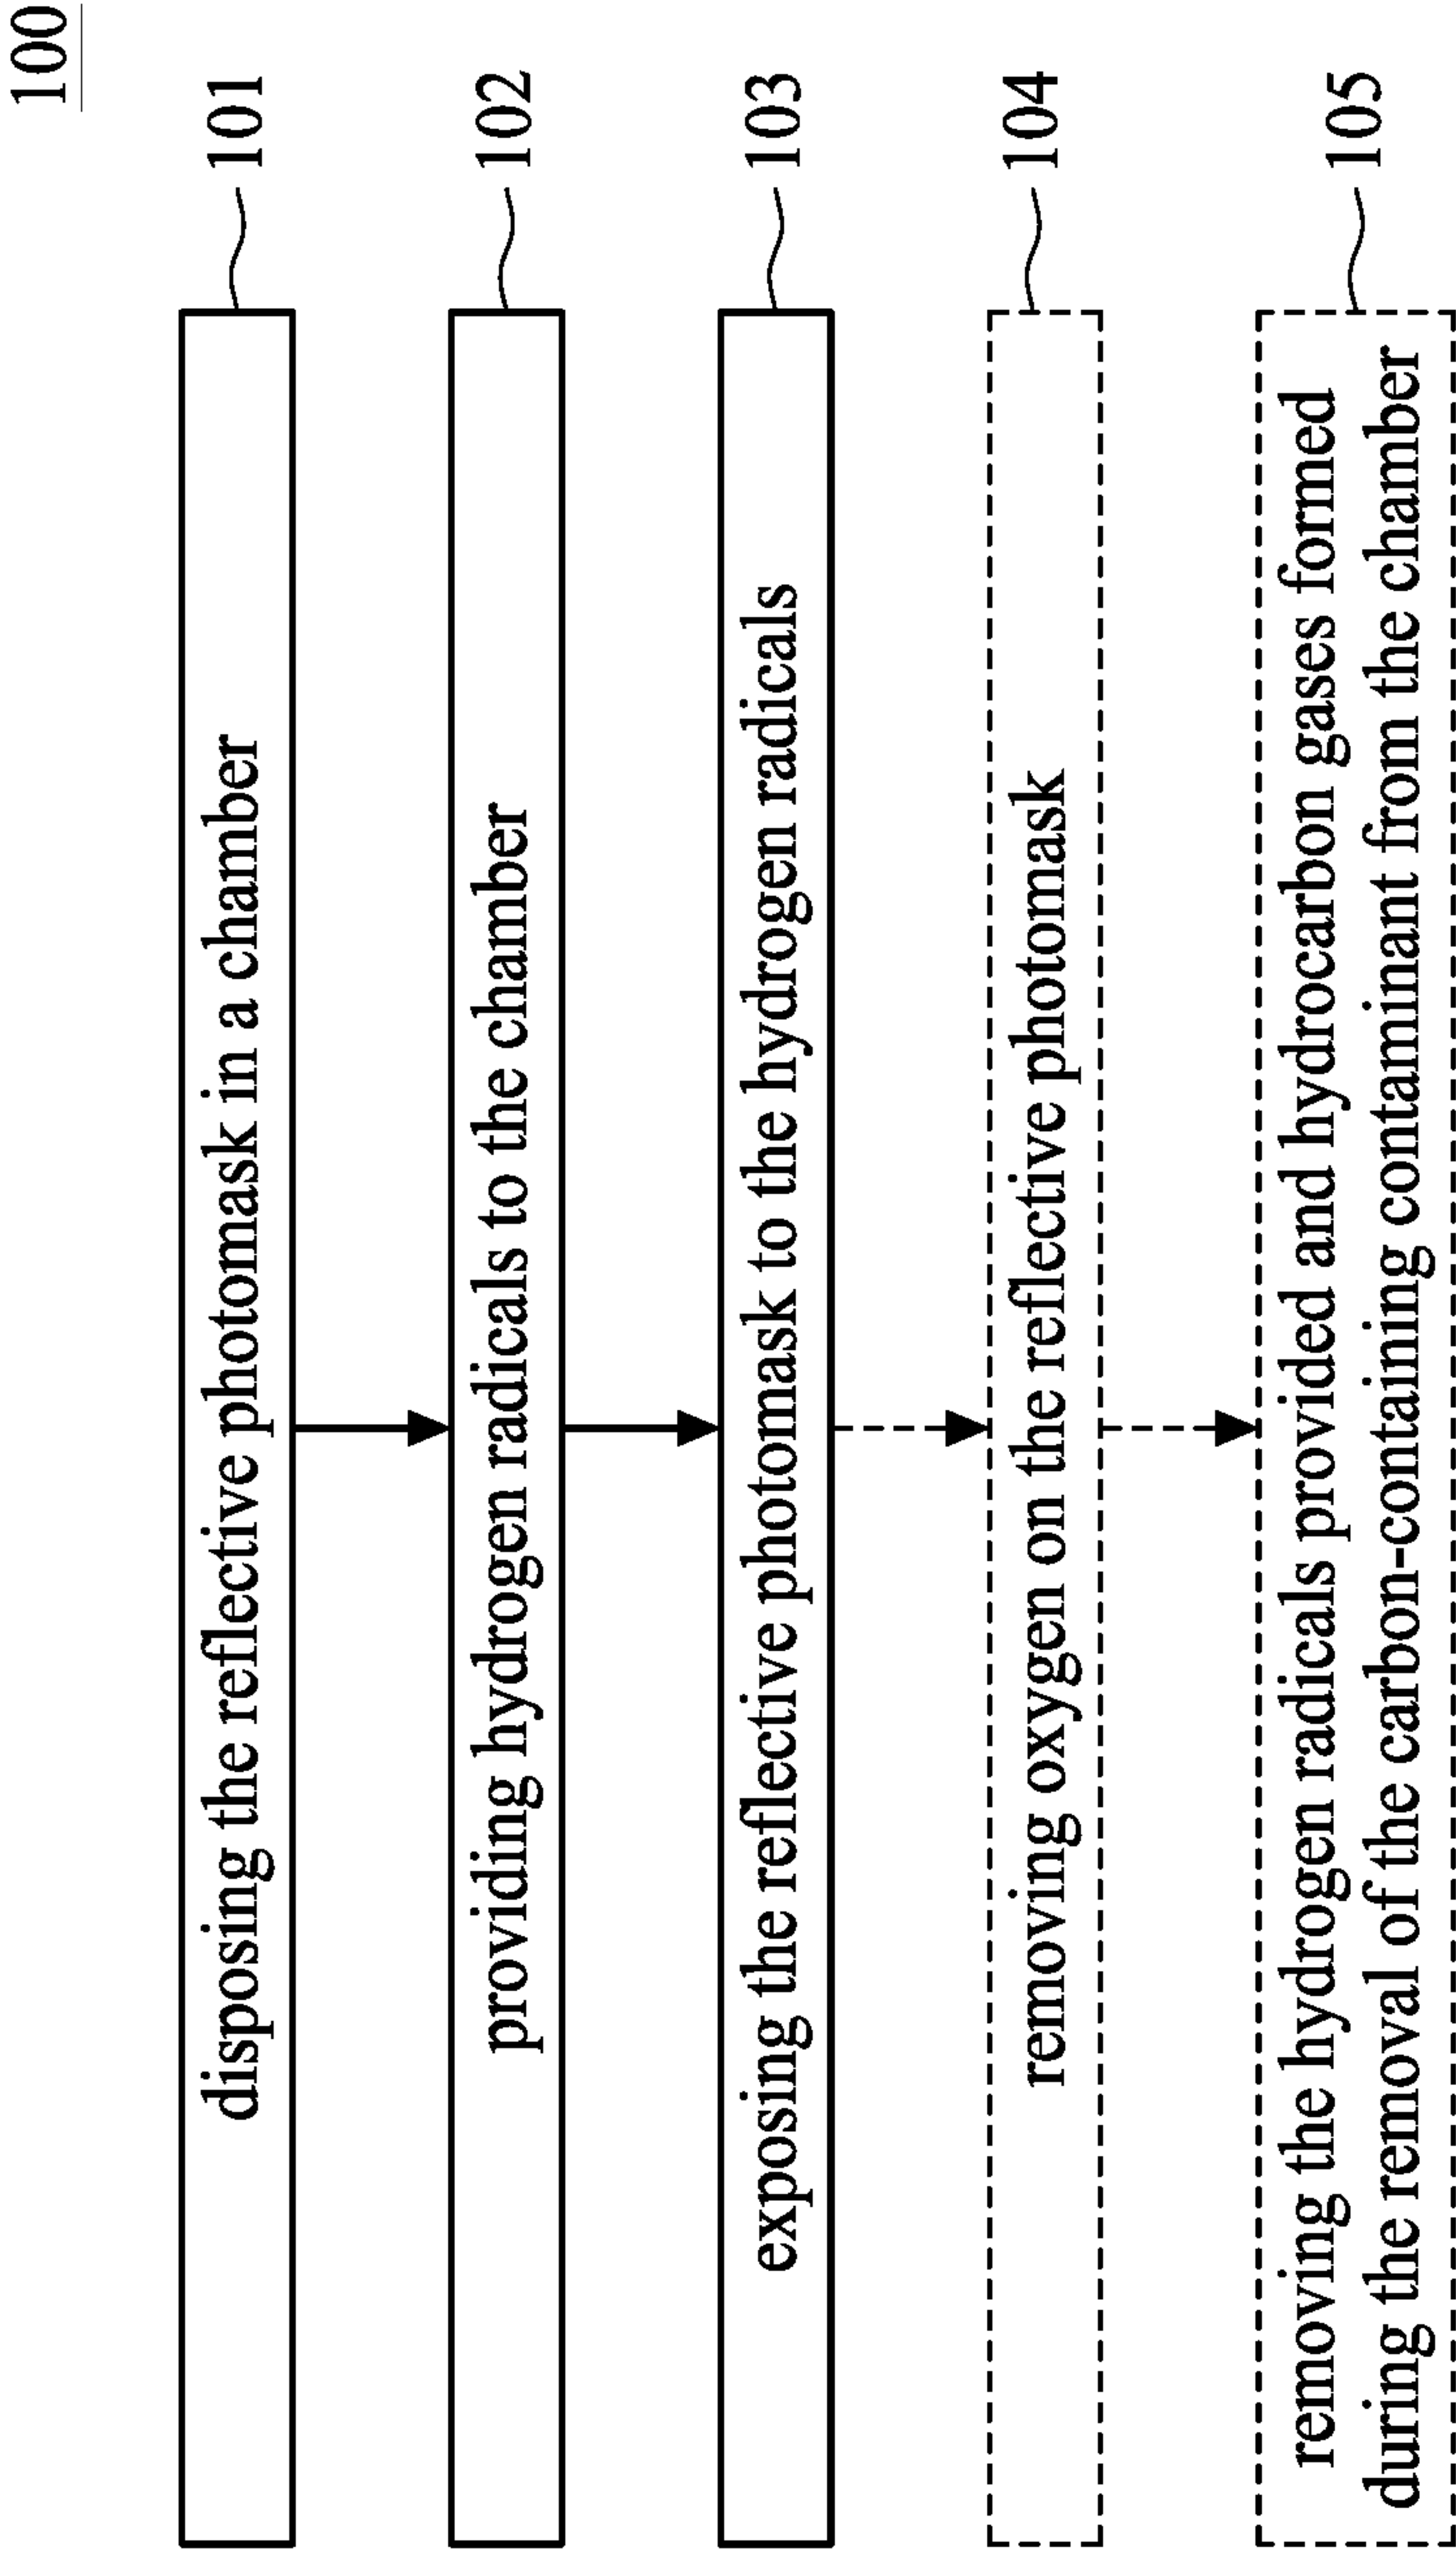 100
disposing the reflective photomask in a chamber
101
providing hydrogen radicals to the chamber
102
exposing the reflective photomask to the hydrogen radicals
103
removing oxygen on the reflective photomask
104
removing the hydrogen radicals provided and hydrocarbon gases formed
during the removal of the carbon-containing contaminant from the chamber
105